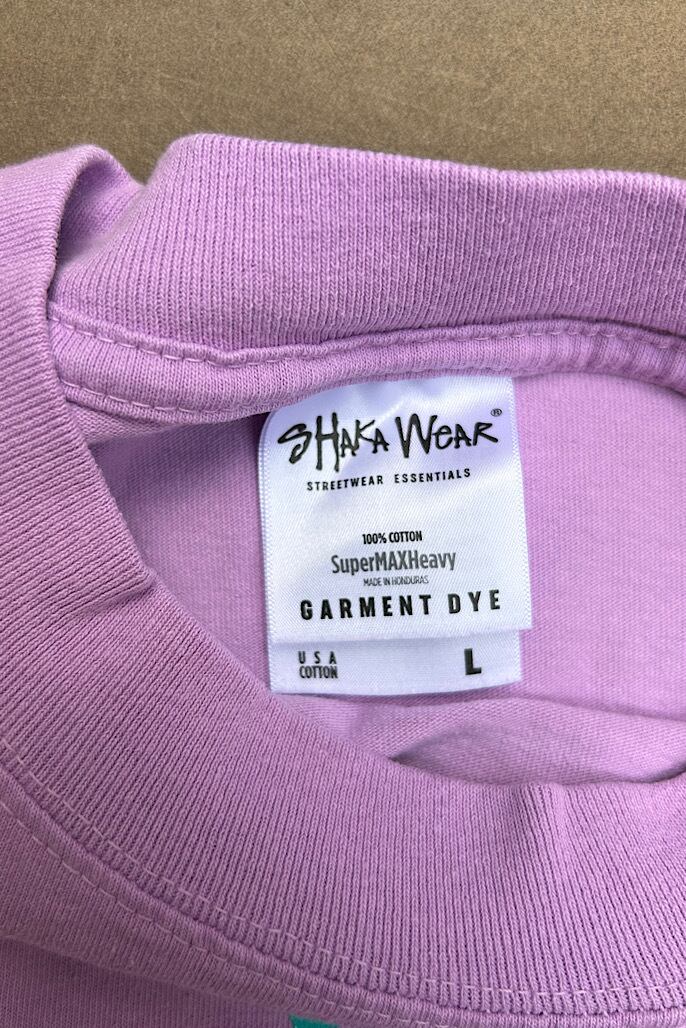 SHAKA WEAR®
STREETWEAR ESSENTIALS
100% COTTON
SuperMAXHeavy
MADE IN HONDURAS
GARMENT DYE
USA
COTTON
L